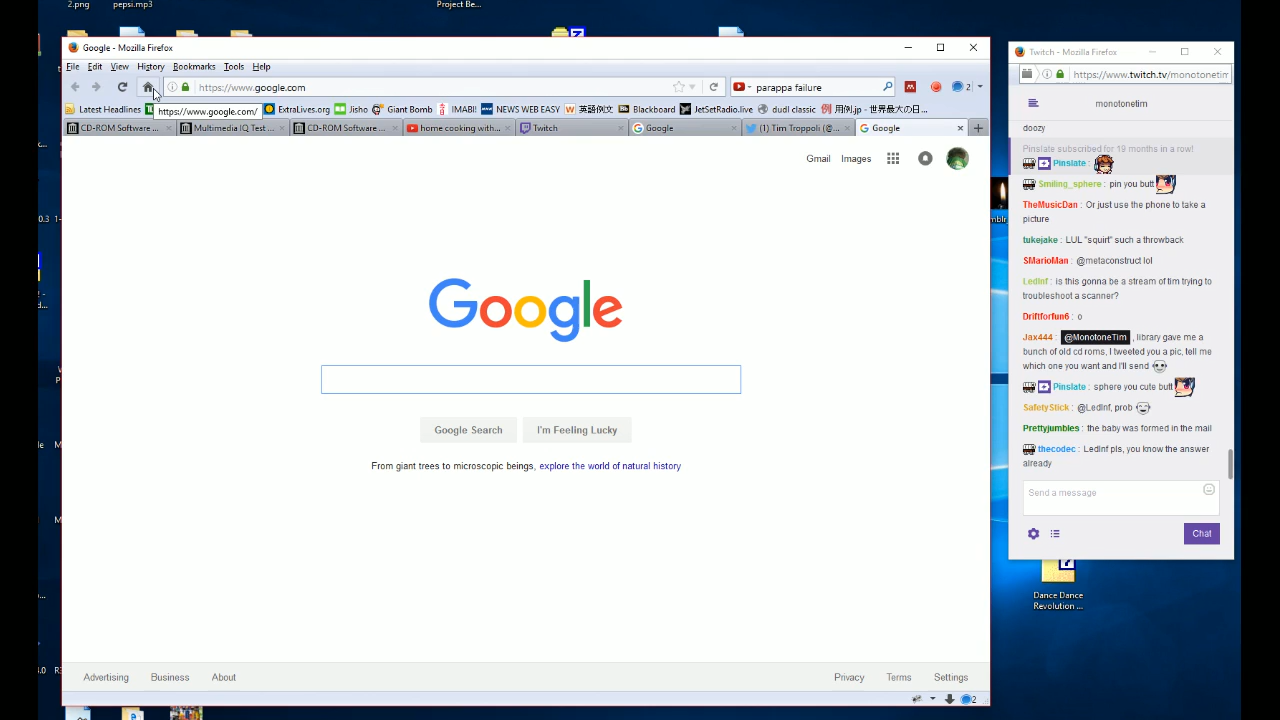 2.png
pepsi.mp3
Project Be...
Google - Mozilla Firefox
File Edit View History Bookmarks Tools Help
https://www.google.com
parappa failure
2
https://www.google.com/
Latest Headlines
ExtraLives.org
Jisho
Giant Bomb
IMABI!
NEWS WEB EASY
英語例文
Blackboard
JetSetRadio.live
dudl classic
用例.jp - 世界最大の日...
CD-ROM Software ...
Multimedia IQ Test ...
CD-ROM Software ...
home cooking with...
Twitch
Google
(1) Tim Troppoli (@...
Google
Gmail Images
Google
Google Search
I'm Feeling Lucky
From giant trees to microscopic beings, explore the world of natural history
Advertising Business About
Privacy Terms Settings
2
Twitch - Mozilla Firefox
https://www.twitch.tv/monotonetim
monotonetim
doozy
Pinslate subscribed for 19 months in a row!
Pinslate :
Smiling_sphere : pin you butt
TheMusicDan : Or just use the phone to take a
picture
tukejake : LUL "squirt" such a throwback
SMarioMan : @metaconstruct lol
LedInf : is this gonna be a stream of tim trying to
troubleshoot a scanner?
Driftforfun6 : o
Jax444 : @MonotoneTim , library gave me a
bunch of old cd roms, I tweeted you a pic, tell me
which one you want and I'll send
Pinslate : sphere you cute butt
SafetyStick : @LedInf, prob
Prettyjumbles : the baby was formed in the mail
thecodec : LedInf pls, you know the answer
already
Send a message
Chat
Dance Dance
Revolution ...